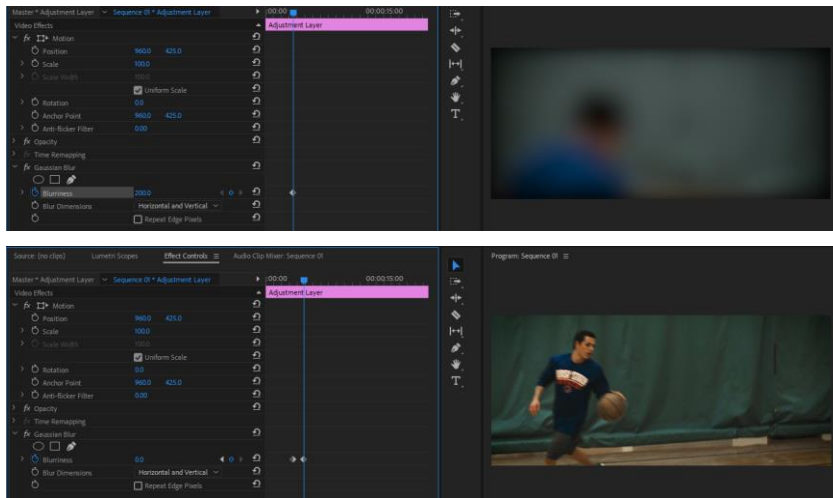 Master * Adjustment Layer Sequence 01 * Adjustment Layer :00:00 00:00:15:00
Video Effects Adjustment Layer
fx Motion
Position 960.0 425.0
Scale 100.0
Scale Width 100.0
Uniform Scale
Rotation 0.0
Anchor Point 960.0 425.0
Anti-flicker Filter 0.00
fx Opacity
Time Remapping
fx Gaussian Blur
Blurriness 200.0
Blur Dimensions Horizontal and Vertical
Repeat Edge Pixels
T
Source: (no clips) Lumetri Scopes Effect Controls Audio Clip Mixer: Sequence 01 Program: Sequence 01
Master * Adjustment Layer Sequence 01 * Adjustment Layer :00:00 00:00:15:00
Video Effects Adjustment Layer
fx Motion
Position 960.0 425.0
Scale 100.0
Scale Width 100.0
Uniform Scale
Rotation 0.0
Anchor Point 960.0 425.0
Anti-flicker Filter 0.00
fx Opacity
Time Remapping
fx Gaussian Blur
Blurriness 0.0
Blur Dimensions Horizontal and Vertical
Repeat Edge Pixels
T